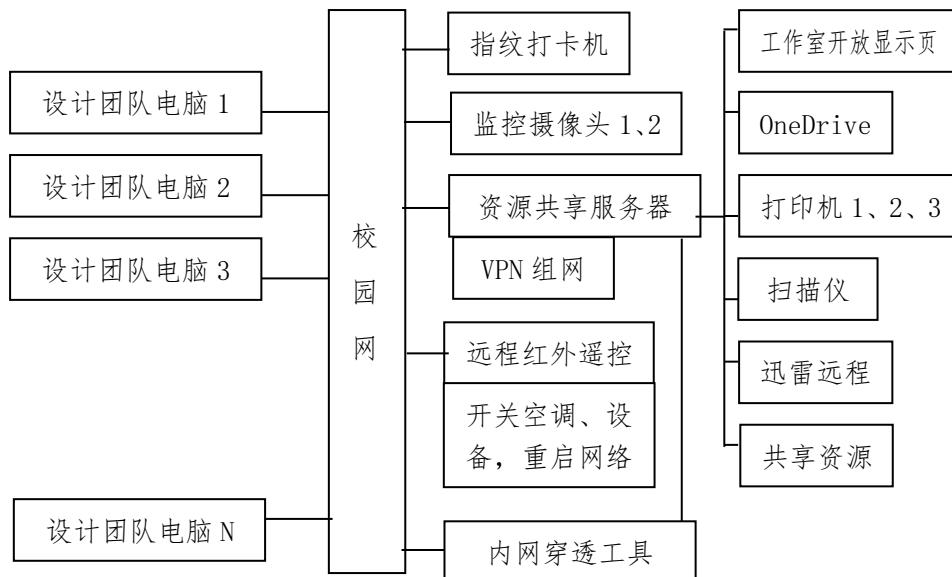 设计团队电脑 1
设计团队电脑 2
设计团队电脑 3
设计团队电脑 N
校
园
网
指纹打卡机
监控摄像头 1、2
资源共享服务器
VPN 组网
远程红外遥控
开关空调、设
备，重启网络
内网穿透工具
工作室开放显示页
OneDrive
打印机 1、2、3
扫描仪
迅雷远程
共享资源